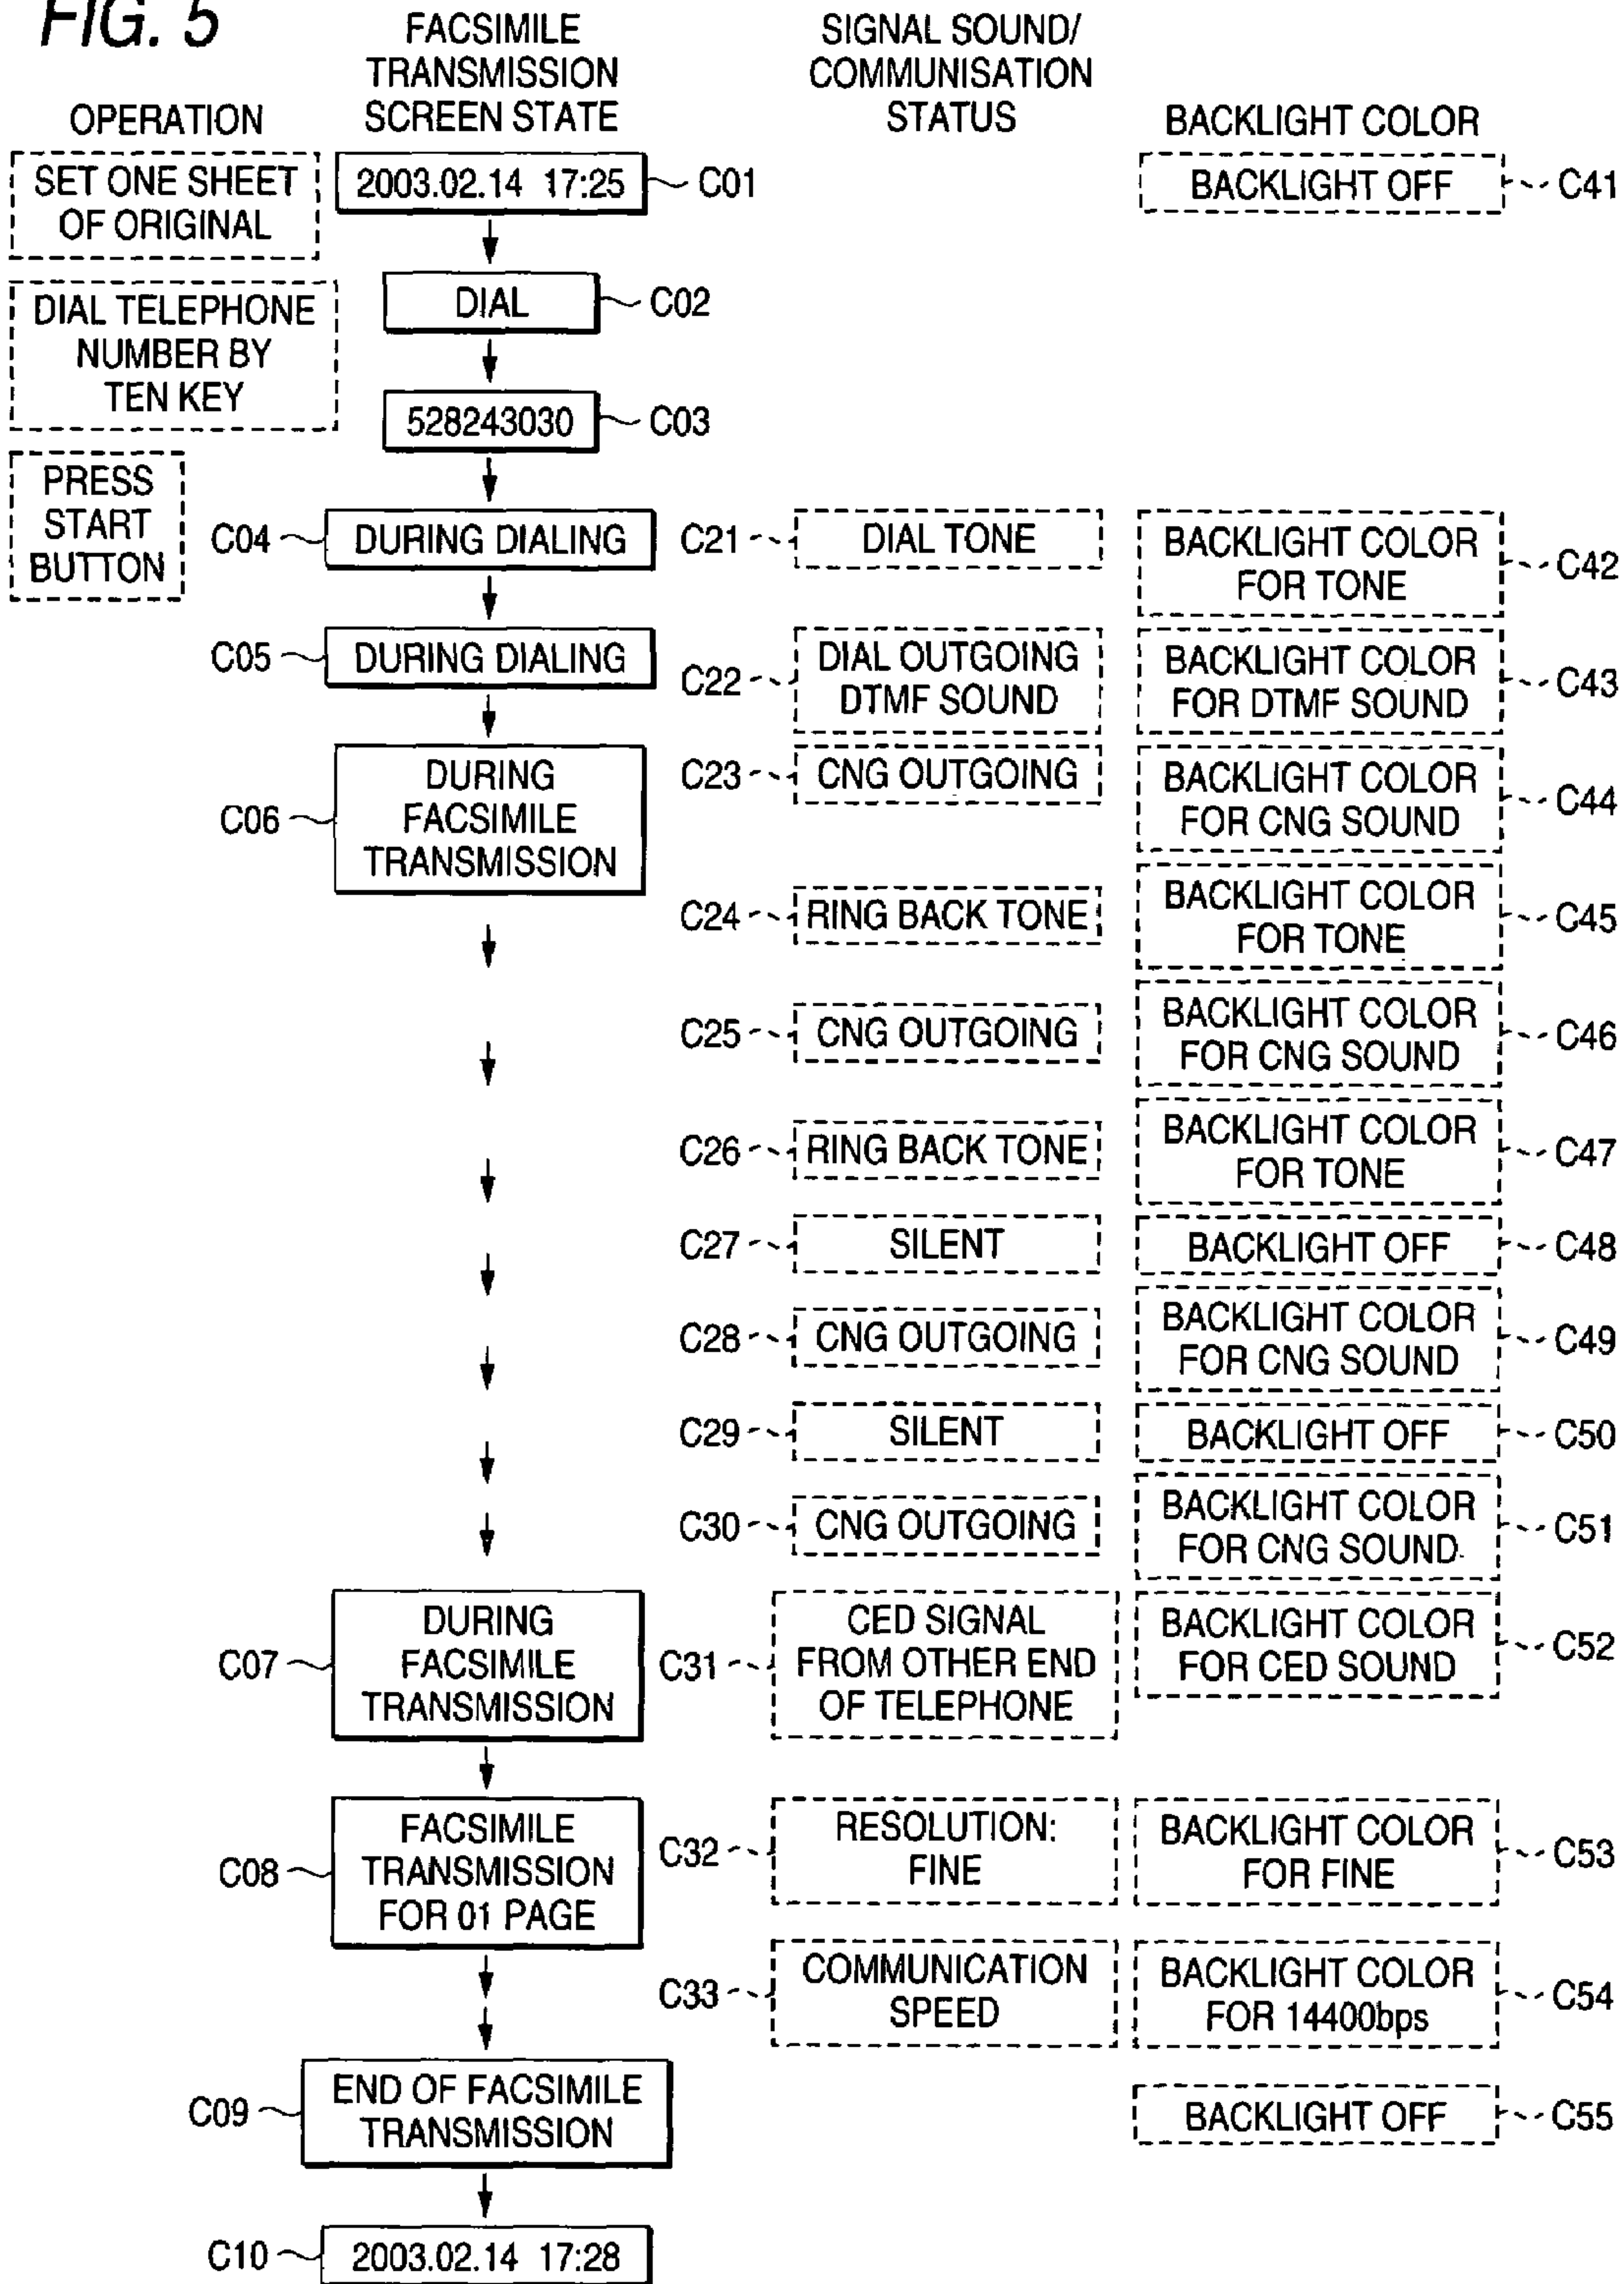 FIG. 5
OPERATION
FACSIMILE
TRANSMISSION
SCREEN STATE
SIGNAL SOUND/
COMMUNISATION
STATUS
BACKLIGHT COLOR
SET ONE SHEET
OF ORIGINAL
2003.02.14 17:25
C01
BACKLIGHT OFF
C41
DIAL TELEPHONE
NUMBER BY
TEN KEY
DIAL
C02
528243030
C03
PRESS
START
BUTTON
C04
DURING DIALING
C21
DIAL TONE
BACKLIGHT COLOR
FOR TONE
C42
C05
DURING DIALING
C22
DIAL OUTGOING
DTMF SOUND
BACKLIGHT COLOR
FOR DTMF SOUND
C43
C06
DURING
FACSIMILE
TRANSMISSION
C23
CNG OUTGOING
BACKLIGHT COLOR
FOR CNG SOUND
C44
C24
RING BACK TONE
BACKLIGHT COLOR
FOR TONE
C45
C25
CNG OUTGOING
BACKLIGHT COLOR
FOR CNG SOUND
C46
C26
RING BACK TONE
BACKLIGHT COLOR
FOR TONE
C47
C27
SILENT
BACKLIGHT OFF
C48
C28
CNG OUTGOING
BACKLIGHT COLOR
FOR CNG SOUND
C49
C29
SILENT
BACKLIGHT OFF
C50
C30
CNG OUTGOING
BACKLIGHT COLOR
FOR CNG SOUND
C51
C07
DURING
FACSIMILE
TRANSMISSION
C31
CED SIGNAL
FROM OTHER END
OF TELEPHONE
BACKLIGHT COLOR
FOR CED SOUND
C52
C08
FACSIMILE
TRANSMISSION
FOR 01 PAGE
C32
RESOLUTION:
FINE
BACKLIGHT COLOR
FOR FINE
C53
C33
COMMUNICATION
SPEED
BACKLIGHT COLOR
FOR 14400bps
C54
C09
END OF FACSIMILE
TRANSMISSION
BACKLIGHT OFF
C55
C10
2003.02.14 17:28